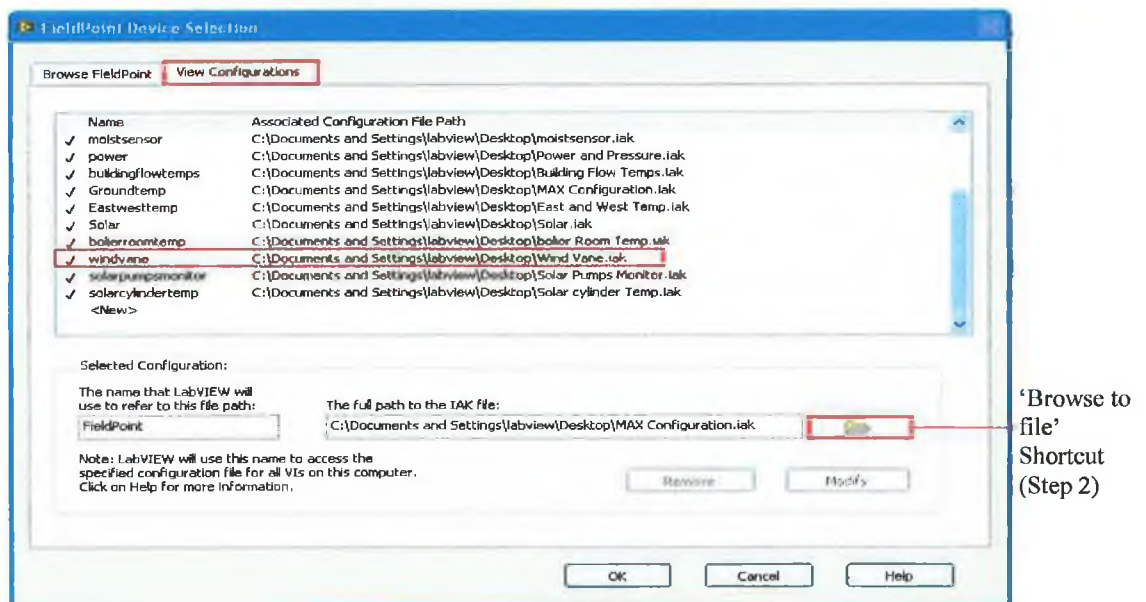 FieldPoint Device Selection
Browse FieldPoint View Configurations
Name Associated Configuration File Path
moistsensor C:\Documents and Settings\labview\Desktop\moistsensor.iak
power C:\Documents and Settings\labview\Desktop\Power and Pressure.iak
buildingflowtemps C:\Documents and Settings\labview\Desktop\Building Flow Temps.iak
Groundtemp C:\Documents and Settings\labview\Desktop\MAX Configuration.iak
Eastwesttemp C:\Documents and Settings\labview\Desktop\East and West Temp.iak
Solar C:\Documents and Settings\labview\Desktop\Solar.iak
boilerroomtemp C:\Documents and Settings\labview\Desktop\boilor Room Temp.iak
windvane C:\Documents and Settings\labview\Desktop\Wind Vane.iak
solarpumpsmonitor C:\Documents and Settings\labview\Desktop\Solar Pumps Monitor.iak
solarcylindertemp C:\Documents and Settings\labview\Desktop\Solar cylinder Temp.iak
<New>
Selected Configuration:
The name that LabVIEW will
use to refer to this file path:
The full path to the IAK file:
FieldPoint
C:\Documents and Settings\labview\Desktop\MAX Configuration.iak
Note: LabVIEW will use this name to access the
specified configuration file for all VIs on this computer.
Click on Help for more information.
Remove Modify
OK Cancel Help
‘Browse to
file’
Shortcut
(Step 2)